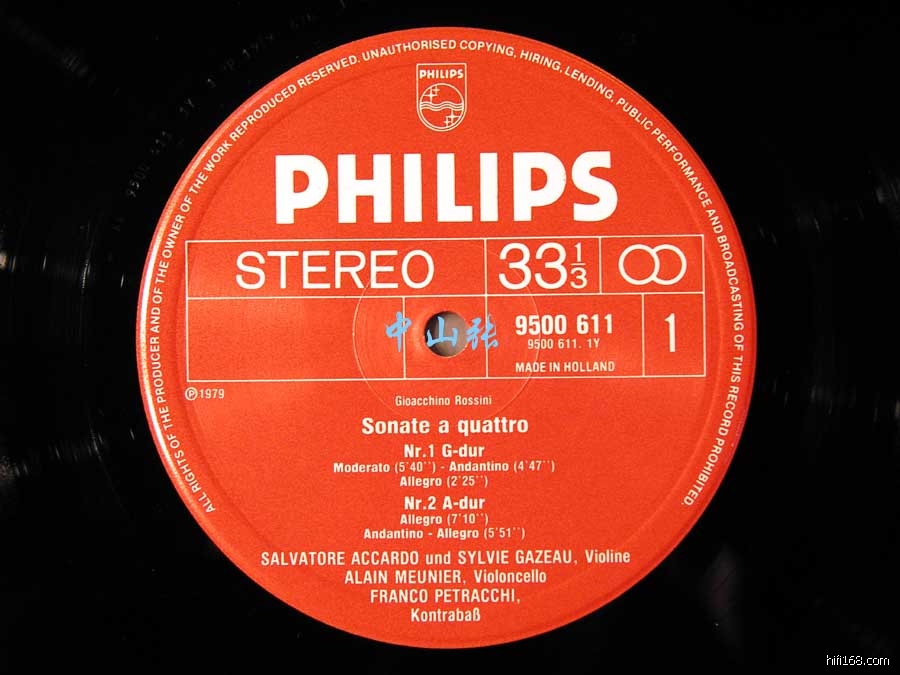 ALL RIGHTS OF THE PRODUCER AND OF THE OWNER OF THE WORK REPRODUCED RESERVED. UNAUTHORISED COPYING, HIRING, LENDING, PUBLIC PERFORMANCE AND BROADCASTING OF THIS RECORD PROHIBITED.
PHILIPS
PHILIPS
STEREO
33 1/3
中山张
9500 611
9500 611. 1Y
1
MADE IN HOLLAND
℗ 1979
Gioacchino Rossini
Sonate a quattro
Nr.1 G-dur
Moderato (5'40'') - Andantino (4'47'')
Allegro (2'25'')
Nr.2 A-dur
Allegro (7'10'')
Andantino - Allegro (5'51'')
SALVATORE ACCARDO und SYLVIE GAZEAU, Violine
ALAIN MEUNIER, Violoncello
FRANCO PETRACCHI,
Kontrabaß
hifi168.com